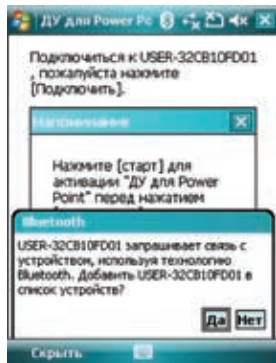 ДУ для Power Po
Подключиться к USER-32CB10FD01
, пожалуйста нажмите
[Подключить].
Напоминание
Нажмите [старт] для
активации "ДУ для Power
Point" перед нажатием
Bluetooth
USER-32CB10FD01 запрашивает связь с
устройством, используя технологию
Bluetooth. Добавить USER-32CB10FD01 в
список устройств?
Да Нет
Скрыть